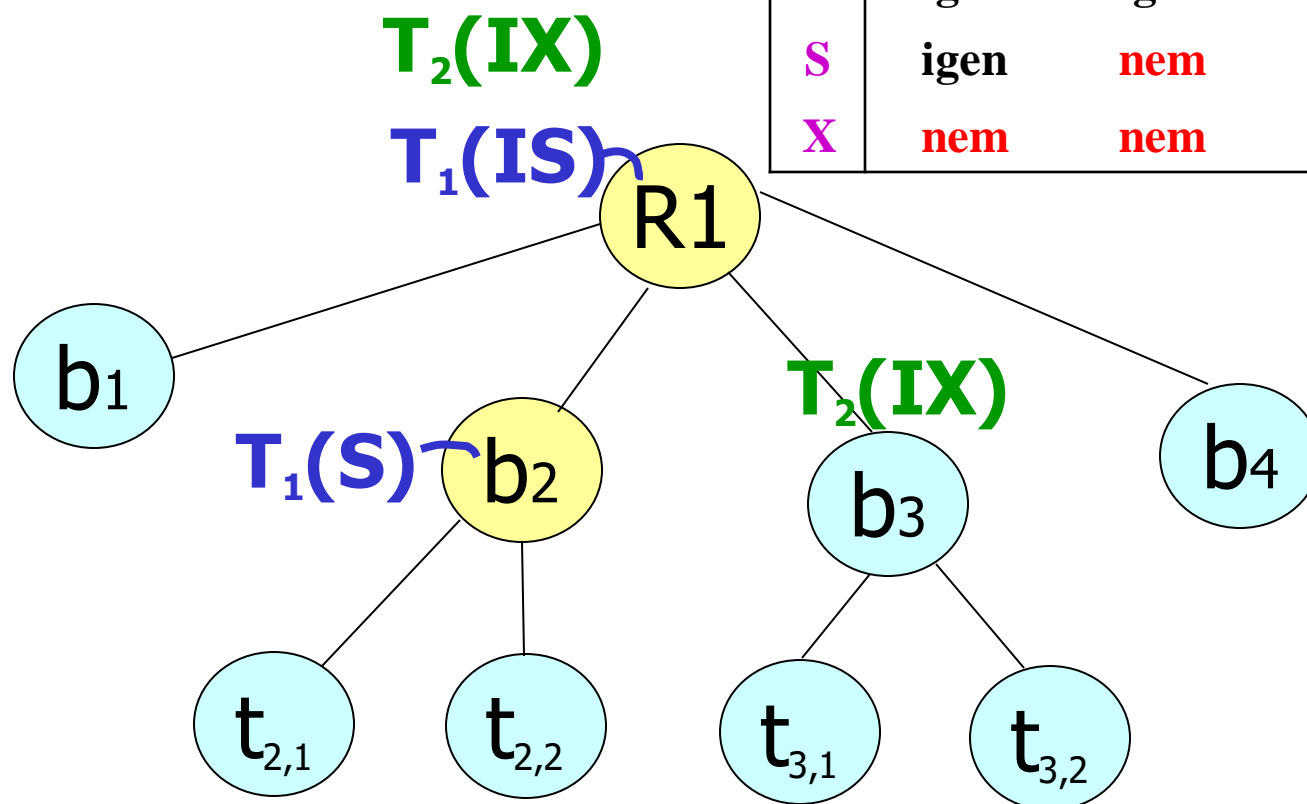 T₂(IX)
S igen nem
T₁(IS)
X nem nem
R1
b₁
T₂(IX)
T₁(S)
b₂
b₃
b₄
t₂,₁
t₂,₂
t₃,₁
t₃,₂